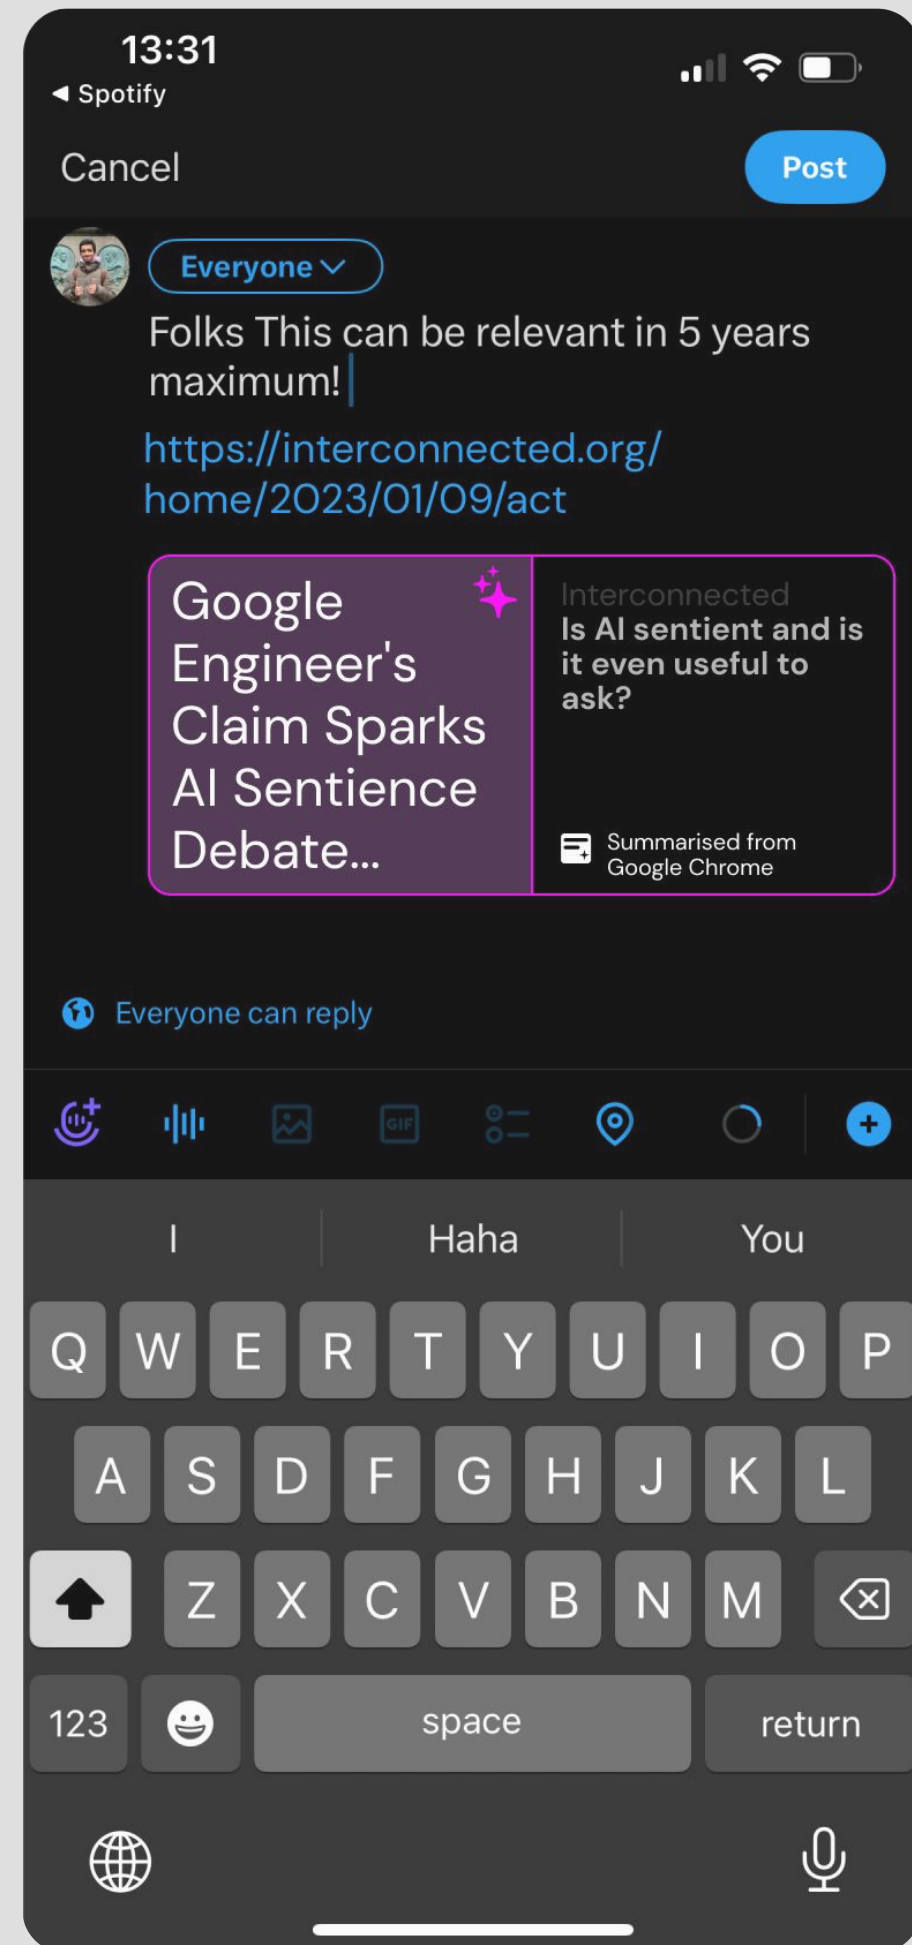 13:31
◀ Spotify
Cancel
Post
Everyone
Folks This can be relevant in 5 years
maximum!
https://interconnected.org/
home/2023/01/09/act
Google
Engineer's
Claim Sparks
AI Sentience
Debate...
Interconnected
Is AI sentient and is
it even useful to
ask?
Summarised from
Google Chrome
Everyone can reply
GIF
I Haha You
Q W E R T Y U I O P
A S D F G H J K L
Z X C V B N M
123 space return